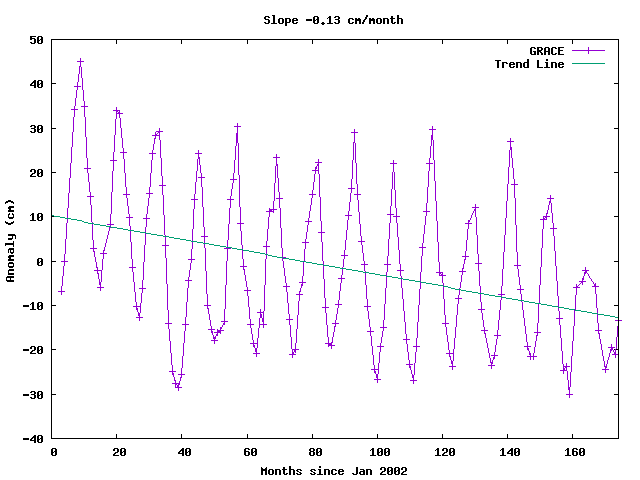 Slope -0.13 cm/month
50
40
30
20
10
0
-10
-20
-30
-40
Anomaly (cm)
GRACE
Trend Line
0 20 40 60 80 100 120 140 160
Months since Jan 2002